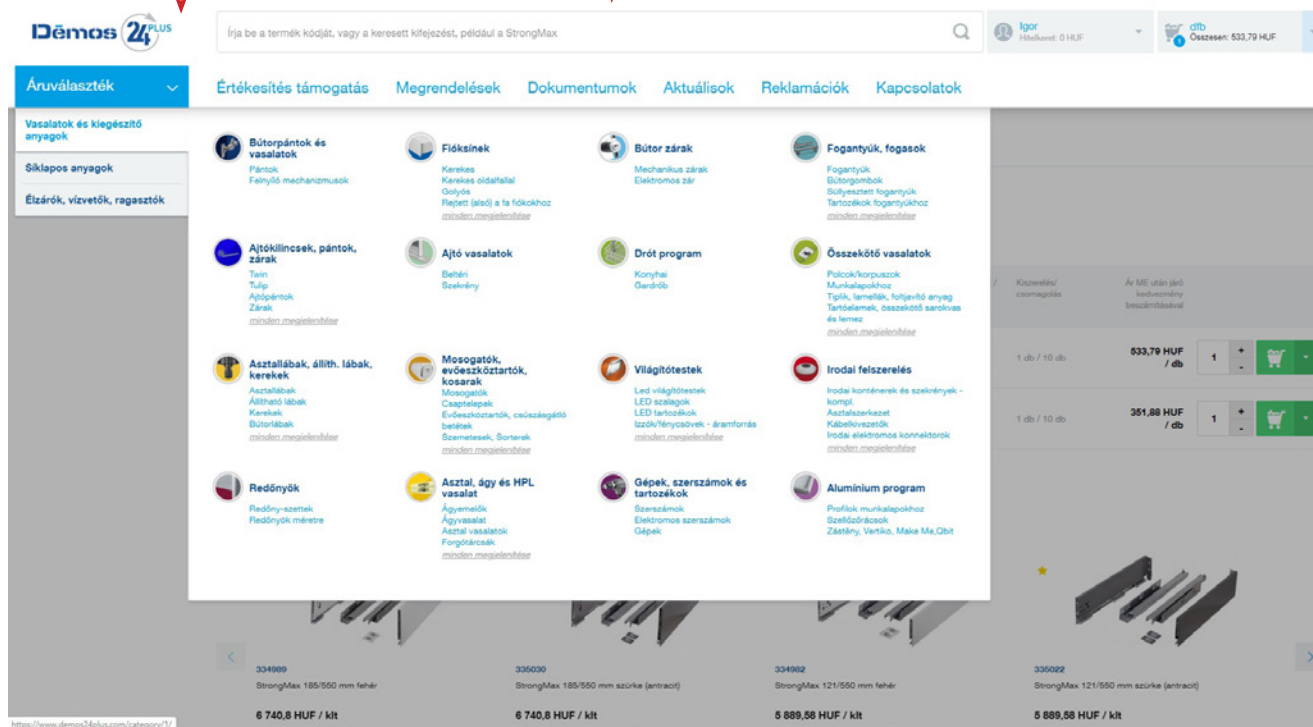 Dēmos 24 PLUS
Írja be a termék kódját, vagy a keresett kifejezést, például a StrongMax
Igor
Hitelkeret: 0 HUF
dfb
Összesen: 533,79 HUF
1
Áruválaszték
Értékesítés támogatás
Megrendelések
Dokumentumok
Aktuálisok
Reklamációk
Kapcsolatok
Vasalatok és kiegészítő
anyagok
Síklapos anyagok
Élzárók, vízvetők, ragasztók
Bútorpántok és
vasalatok
Pántok
Felnyíló mechanizmusok
Fióksínek
Kerekes
Kerekes oldalfallal
Golyós
Rejtett (alsó) a fa fiókokhoz
minden megjelenítése
Bútor zárak
Mechanikus zárak
Elektromos zár
Fogantyúk, fogasok
Fogantyúk
Bútorgombok
Süllyesztett fogantyúk
Tartozékok fogantyúkhoz
minden megjelenítése
Ajtókilincsek, pántok,
zárak
Twin
Tulip
Ajtópántok
Zárak
minden megjelenítése
Ajtó vasalatok
Beltéri
Szekrény
Drót program
Konyhai
Gardrób
Összekötő vasalatok
Polcok/korpuszok
Munkalapokhoz
Tiplik, lamellák, foltjavító anyag
Tartóelemek, összekötő sarokvas
és lemez
minden megjelenítése
Asztallábak, állíth. lábak,
kerekek
Asztallábak
Állítható lábak
Kerekek
Bútorlábak
minden megjelenítése
Mosogatók,
evőeszköztartók,
kosarak
Mosogatók
Csaptelepek
Evőeszköztartók, csúszásgátló
betétek
Szemetesek, Sorterek
minden megjelenítése
Világítótestek
Led világítótestek
LED szalagok
LED tartozékok
Izzók/fénycsövek - áramforrás
minden megjelenítése
Irodai felszerelés
Irodai konténerek és szekrények -
kompl.
Asztalszerkezet
Kábelkivezetők
Irodai elektromos konnektorok
minden megjelenítése
Redőnyök
Redőny-szettek
Redőnyök méretre
Asztal, ágy és HPL
vasalat
Ágyemelők
Ágyvasalat
Asztal vasalatok
Forgótárcsák
minden megjelenítése
Gépek, szerszámok és
tartozékok
Szerszámok
Elektromos szerszámok
Gépek
Alumínium program
Profilok munkalapokhoz
Szellőzőrácsok
Zástěny, Vertiko, Make Me,Qbit
/ Kiszerelés/
csomagolás
Ár ME után járó
kedvezmény
beszámításával
1 db / 10 db
533,79 HUF
/ db
1
+
-
1 db / 10 db
351,88 HUF
/ db
1
+
-
334989
StrongMax 185/550 mm fehér
6 740,8 HUF / klt
335030
StrongMax 185/550 mm szürke (antracit)
6 740,8 HUF / klt
334982
StrongMax 121/550 mm fehér
5 889,58 HUF / klt
335022
StrongMax 121/550 mm szürke (antracit)
5 889,58 HUF / klt
https://www.demos24plus.com/category/1/